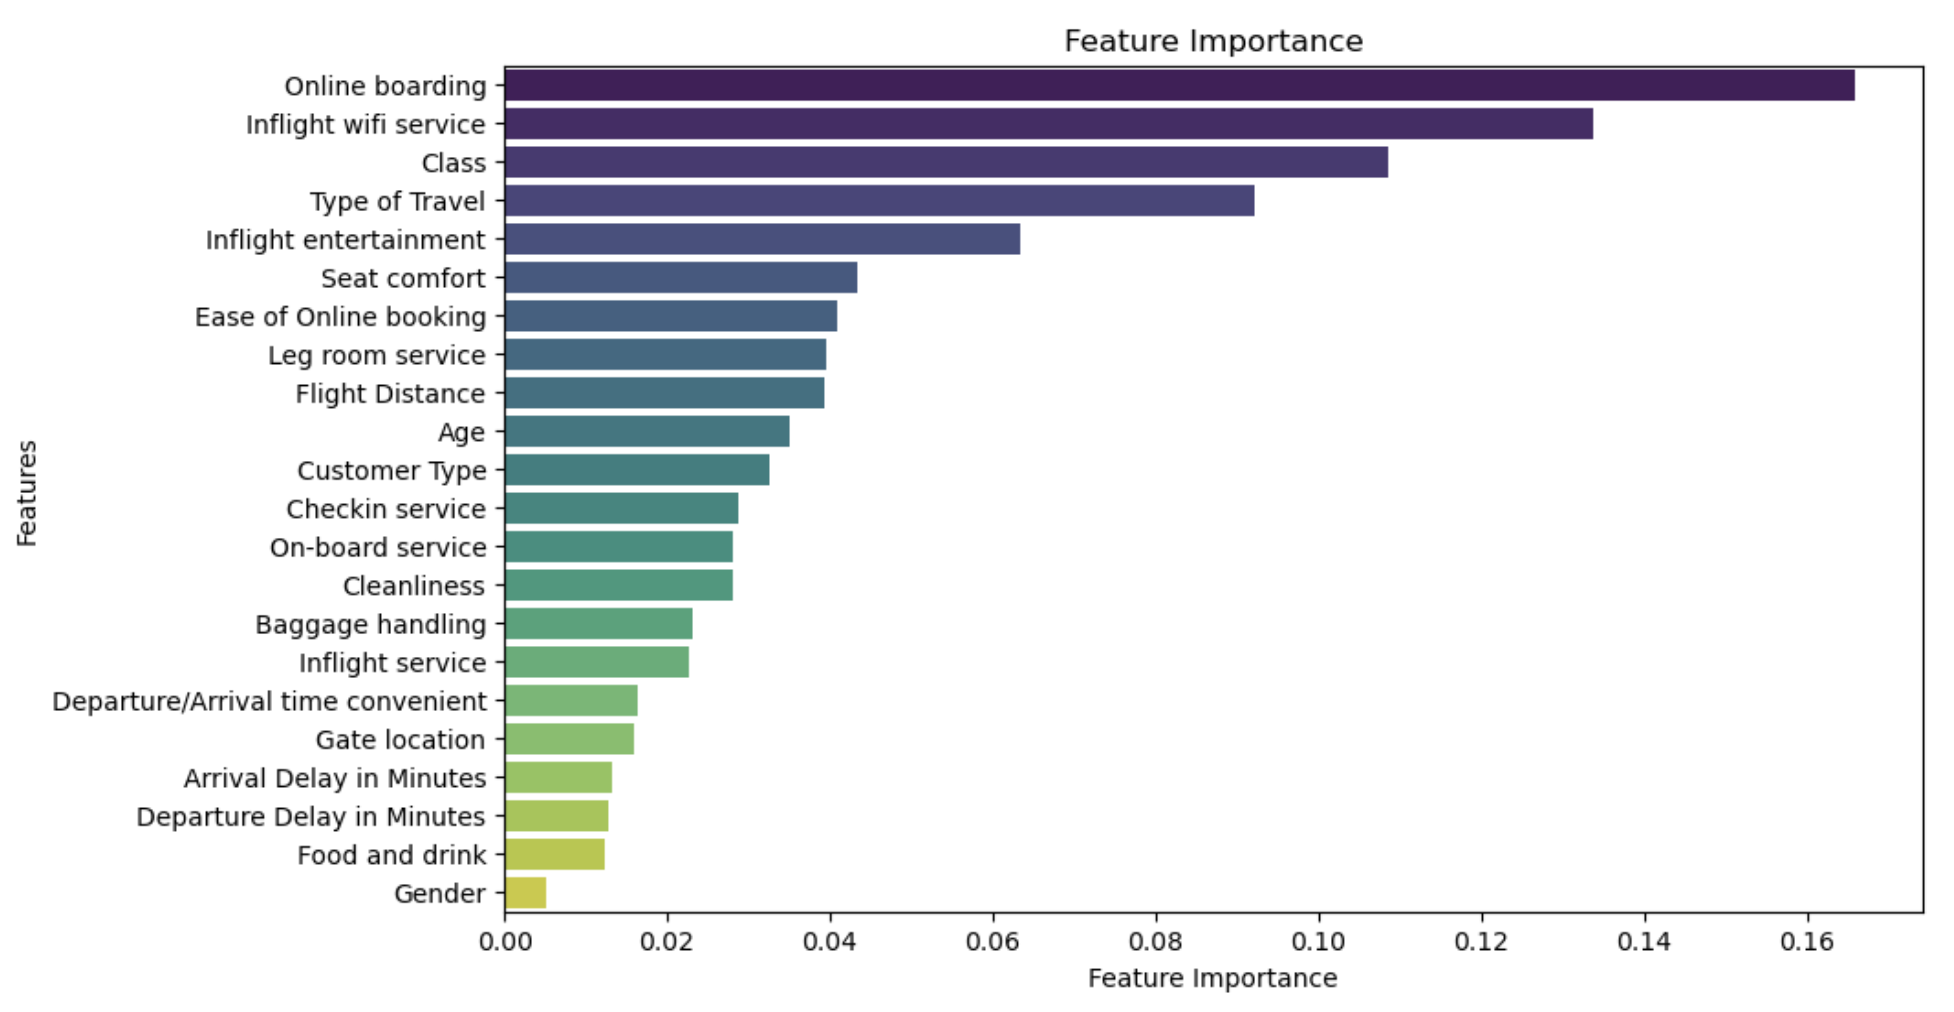 Feature Importance
Online boarding
Inflight wifi service
Class
Type of Travel
Inflight entertainment
Seat comfort
Ease of Online booking
Leg room service
Flight Distance
Age
Customer Type
Checkin service
On-board service
Cleanliness
Baggage handling
Inflight service
Departure/Arrival time convenient
Gate location
Arrival Delay in Minutes
Departure Delay in Minutes
Food and drink
Gender
Features
0.00 0.02 0.04 0.06 0.08 0.10 0.12 0.14 0.16
Feature Importance